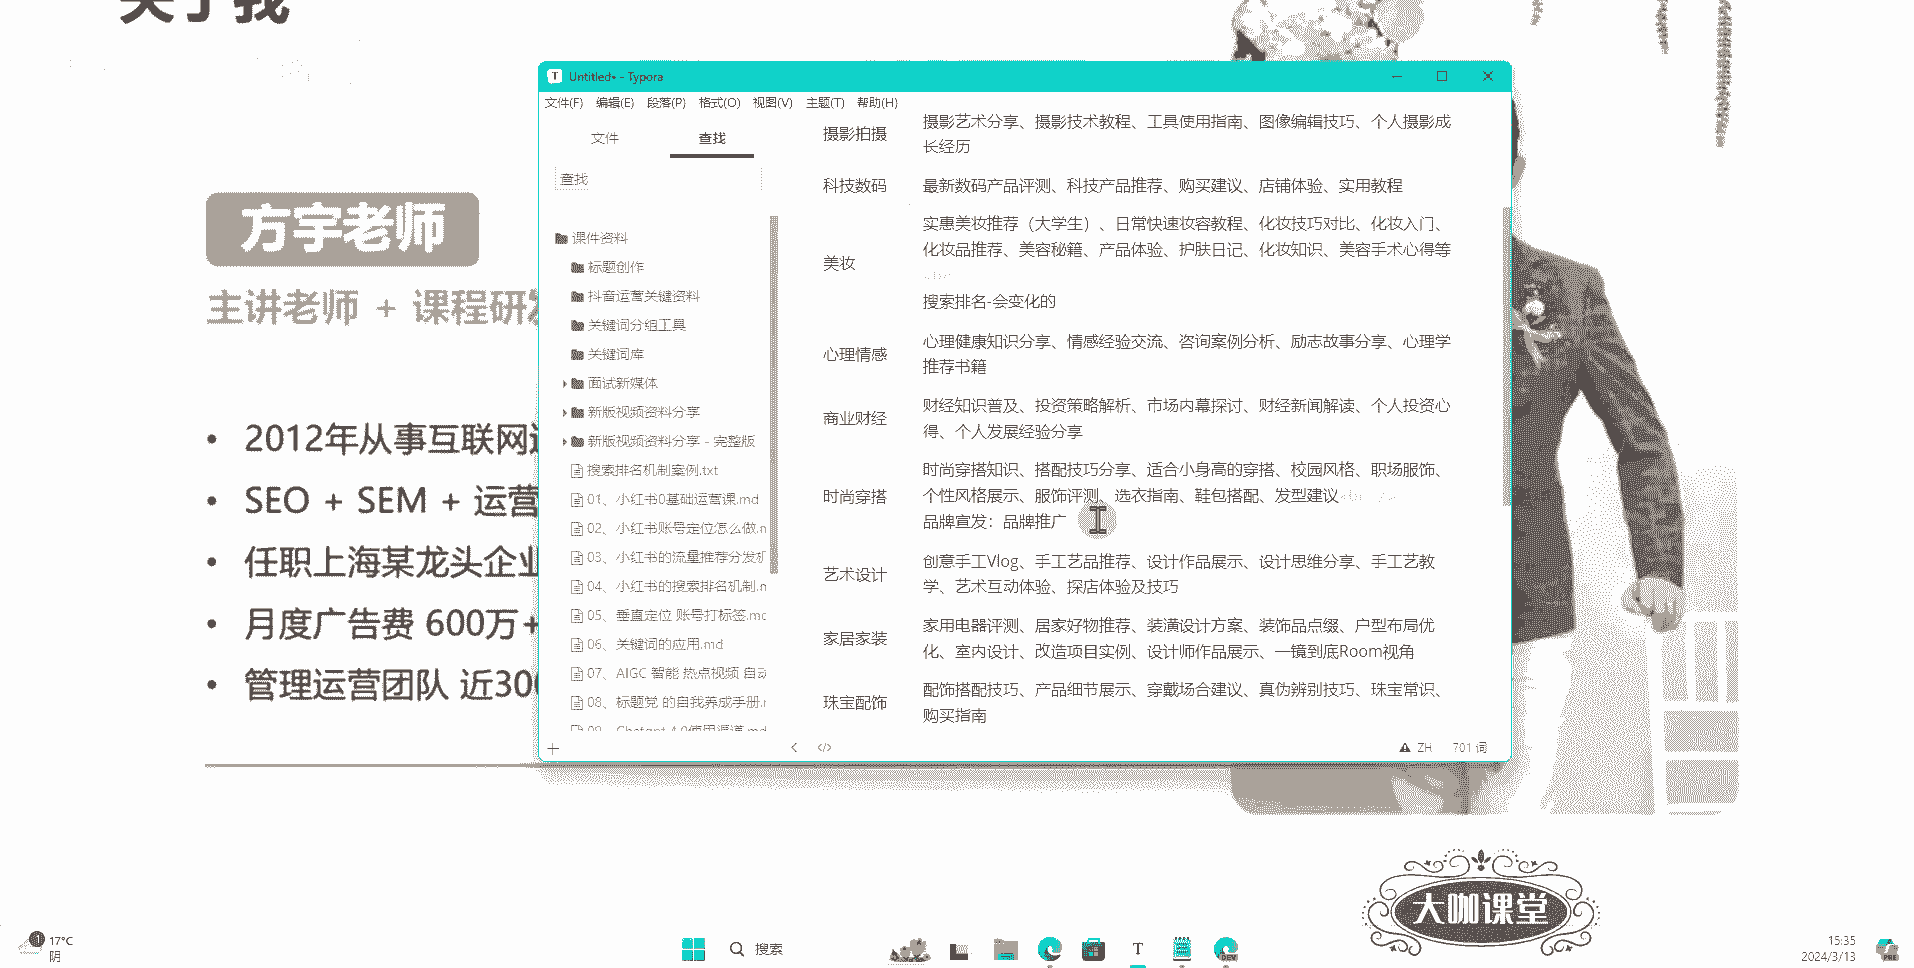 关于我
方宇老师
主讲老师 + 课程研发
2012年从事互联网
SEO + SEM + 运营
任职上海某龙头企业
月度广告费 600万+
管理运营团队 近300
Untitled• - Typora
文件(F) 编辑(E) 段落(P) 格式(O) 视图(V) 主题(T) 帮助(H)
文件 查找
查找
课件资料
标题创作
抖音运营关键资料
关键词分组工具
关键词库
面试新媒体
新版视频资料分享
新版视频资料分享 - 完整版
搜索排名机制案例.txt
01、小红书0基础运营课.md
02、小红书账号定位怎么做.m
03、小红书的流量推荐分发机
04、小红书的搜索排名机制.m
05、垂直定位 账号打标签.mc
06、关键词的应用.md
07、AIGC 智能 热点视频 自动
08、标题党 的自我养成手册.r
摄影拍摄
摄影艺术分享、摄影技术教程、工具使用指南、图像编辑技巧、个人摄影成
长经历
科技数码
最新数码产品评测、科技产品推荐、购买建议、店铺体验、实用教程
美妆
实惠美妆推荐（大学生）、日常快速妆容教程、化妆技巧对比、化妆入门、
化妆品推荐、美容秘籍、产品体验、护肤日记、化妆知识、美容手术心得等
搜索排名-会变化的
心理情感
心理健康知识分享、情感经验交流、咨询案例分析、励志故事分享、心理学
推荐书籍
商业财经
财经知识普及、投资策略解析、市场内幕探讨、财经新闻解读、个人投资心
得、个人发展经验分享
时尚穿搭
时尚穿搭知识、搭配技巧分享、适合小身高的穿搭、校园风格、职场服饰、
个性风格展示、服饰评测、选衣指南、鞋包搭配、发型建议
品牌宣发：品牌推广
艺术设计
创意手工Vlog、手工艺品推荐、设计作品展示、设计思维分享、手工艺教
学、艺术互动体验、探店体验及技巧
家居家装
家用电器评测、居家好物推荐、装潢设计方案、装饰品点缀、户型布局优
化、室内设计、改造项目实例、设计师作品展示、一镜到底Room视角
珠宝配饰
配饰搭配技巧、产品细节展示、穿戴场合建议、真伪辨别技巧、珠宝常识、
购买指南
ZH 701 词
大咖课堂
1
17°C
阴
搜索
T
DEV
15:35
2024/3/13
PRE